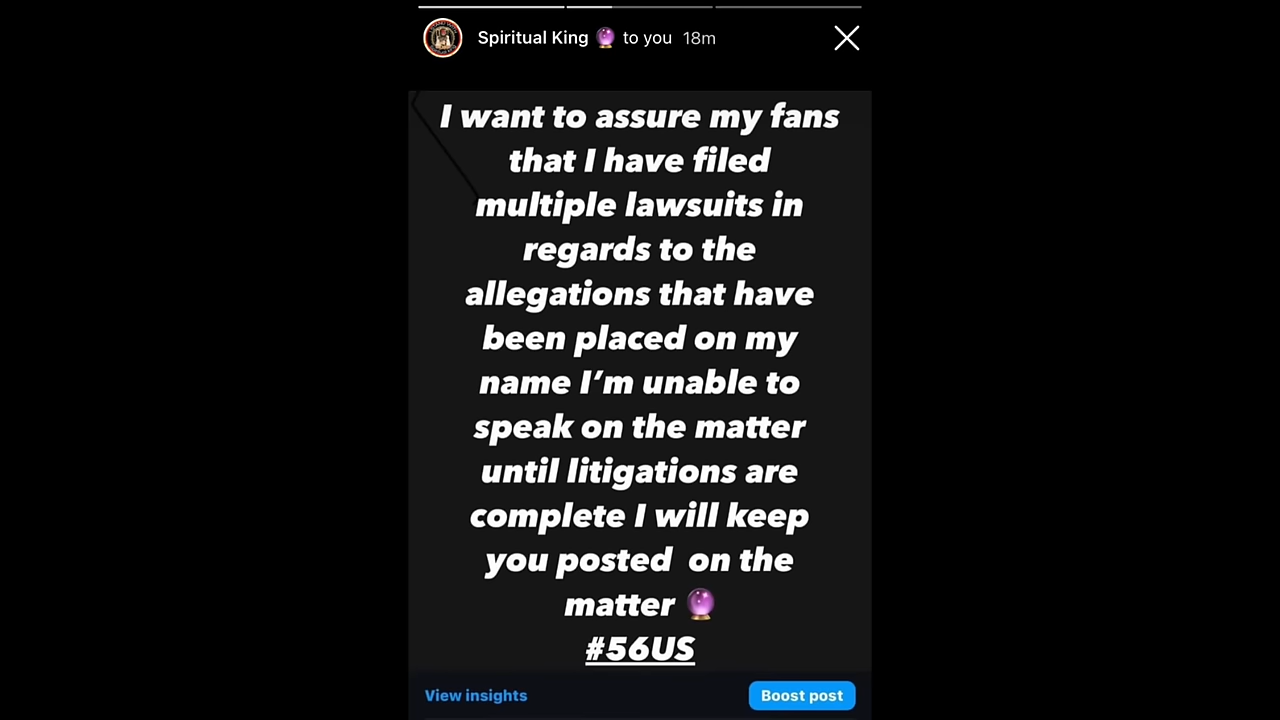 Spiritual King 🔮 to you 18m
I want to assure my fans
that I have filed
multiple lawsuits in
regards to the
allegations that have
been placed on my
name I’m unable to
speak on the matter
until litigations are
complete I will keep
you posted  on the
matter 🔮
#56US
View insights
Boost post